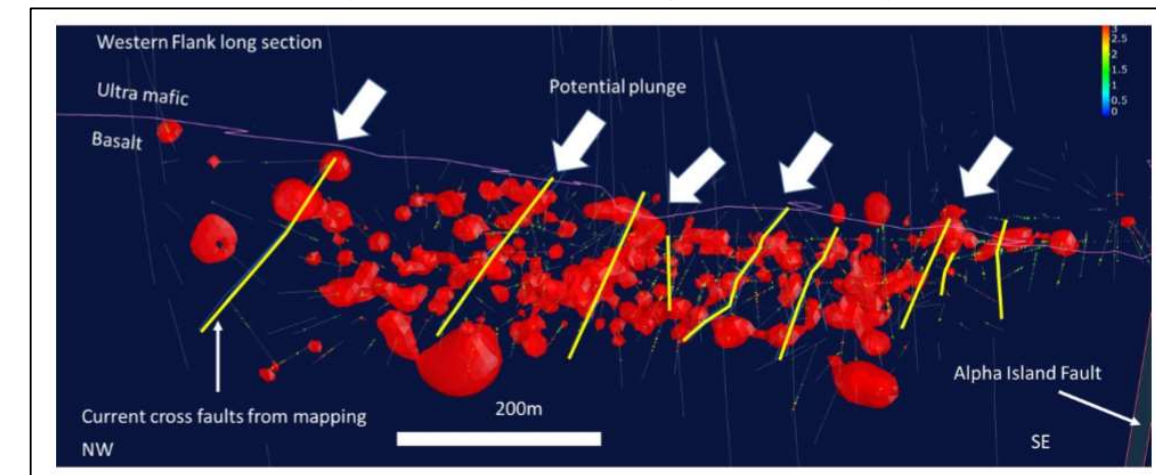 Western Flank long section
3
2.5
2
1.5
1
0.5
0
Ultra mafic
Potential plunge
Basalt
Alpha Island Fault
200m
Current cross faults from mapping
NW
SE